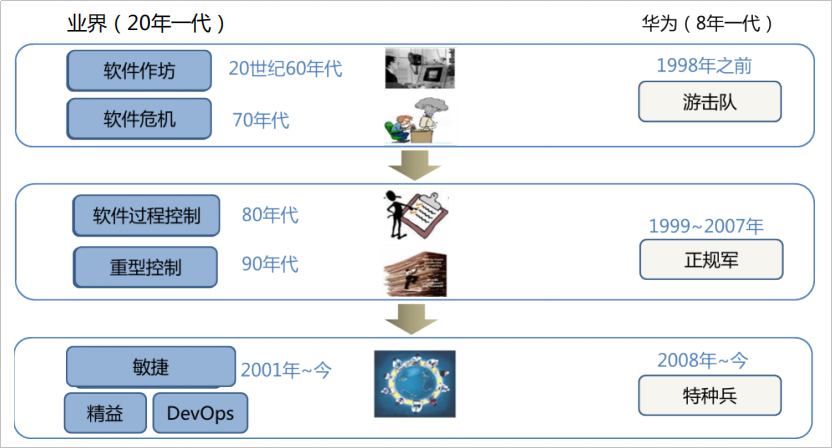 业界（20年一代）
华为（8年一代）
软件作坊
20世纪60年代
1998年之前
游击队
软件危机
70年代
软件过程控制
80年代
1999~2007年
正规军
重型控制
90年代
敏捷
2001年~今
2008年~今
特种兵
精益
DevOps